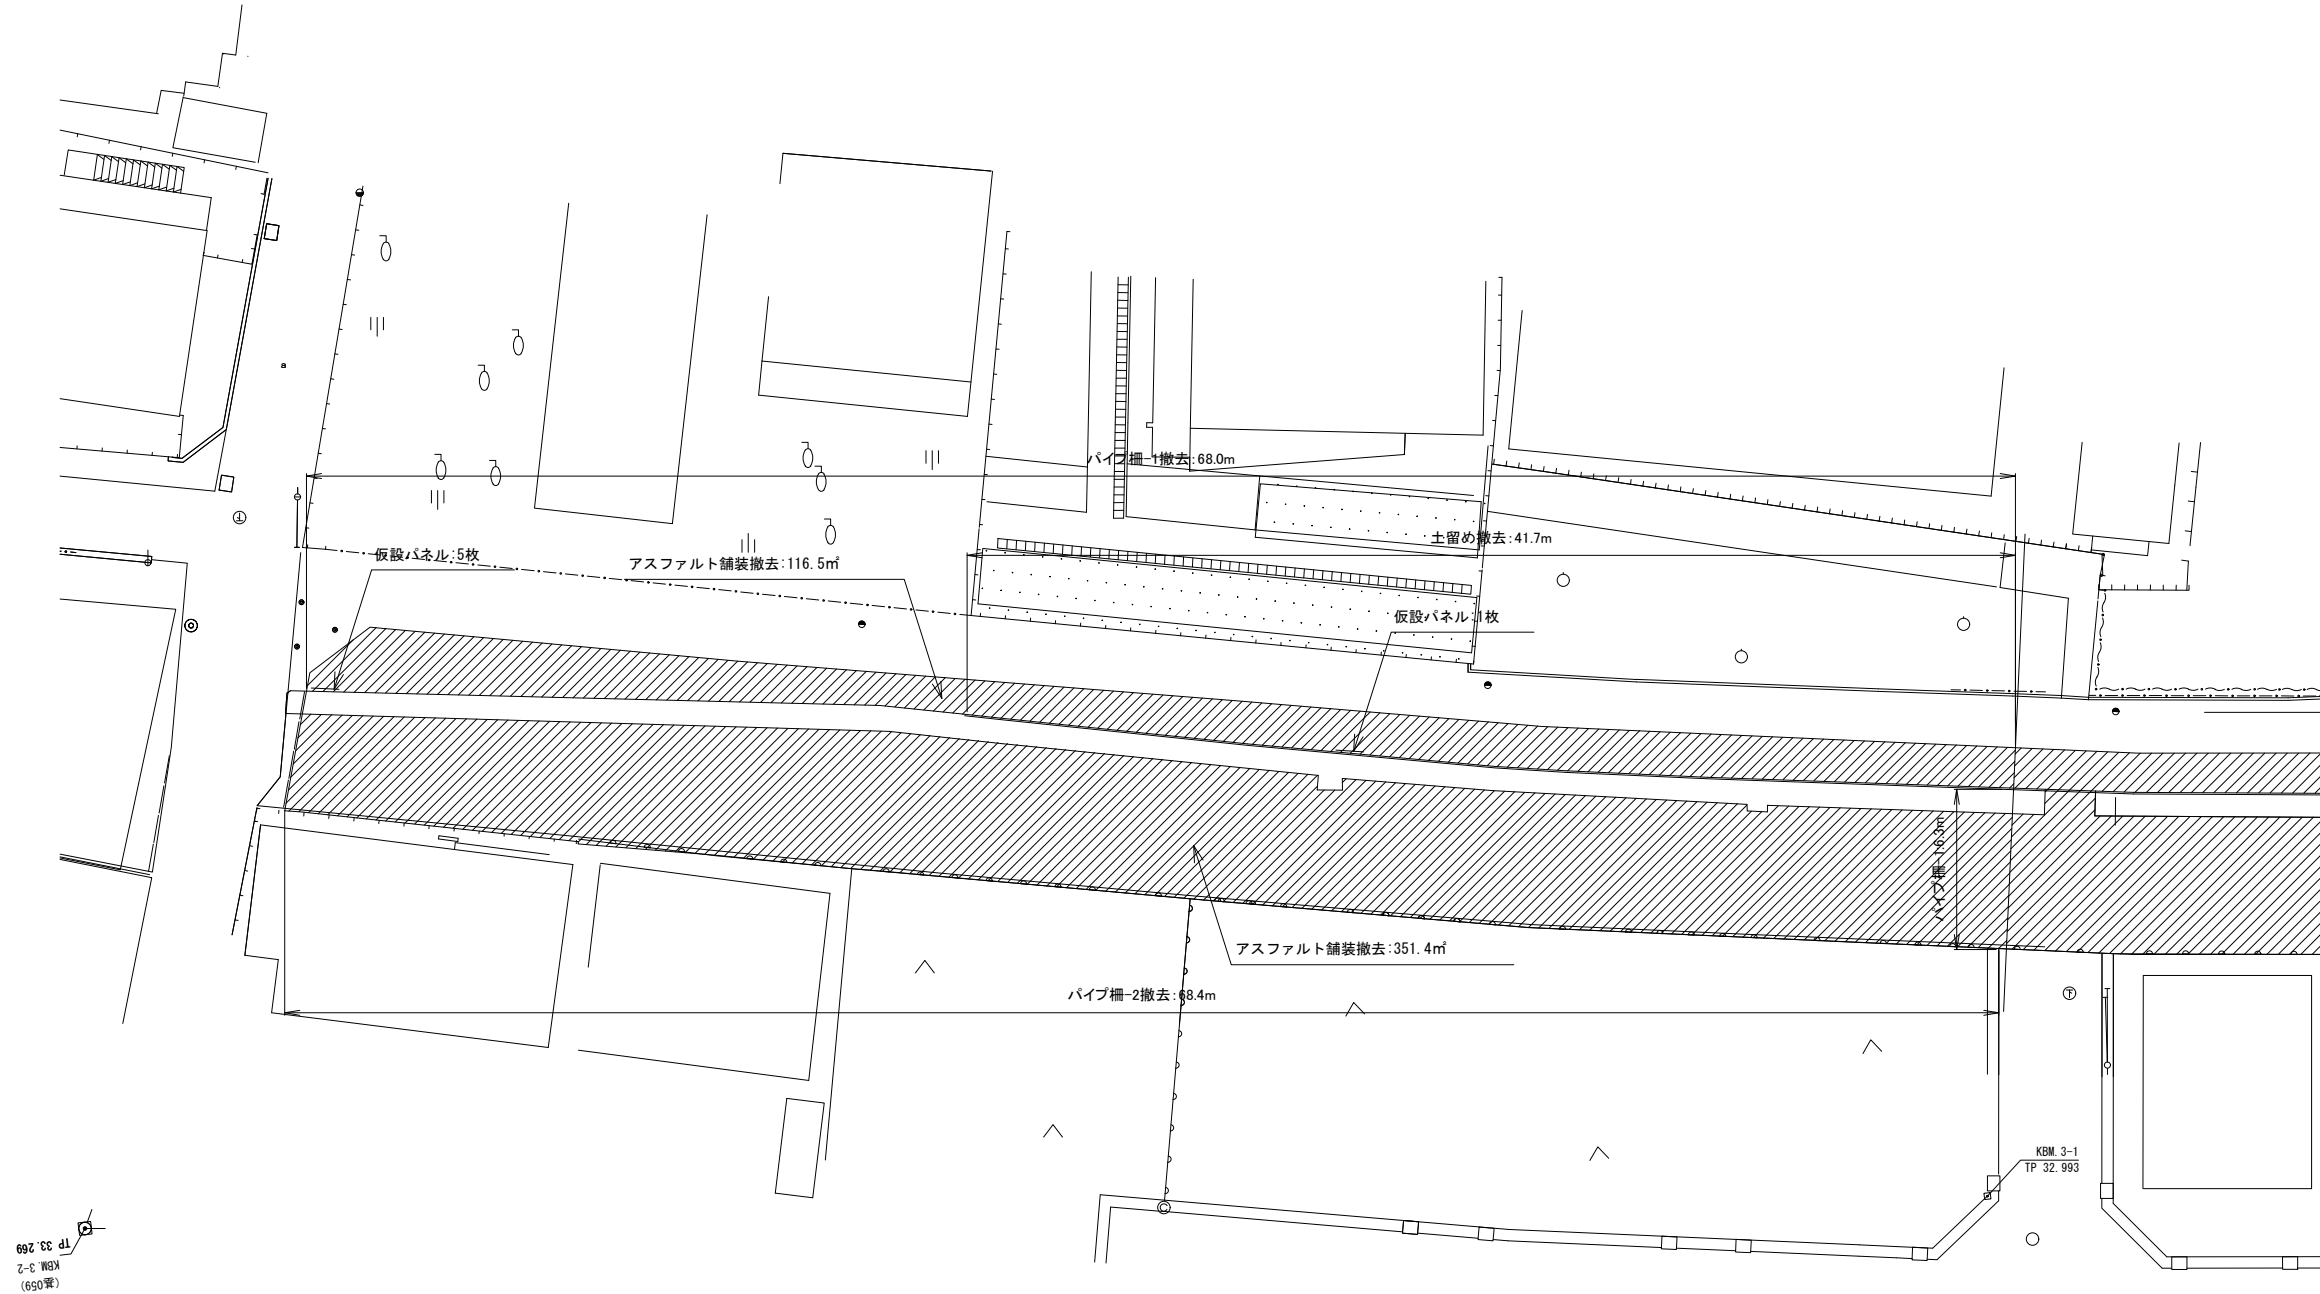 パイプ柵-1撤去:68.0m
土留め撤去:41.7m
仮設パネル:5枚
アスファルト舗装撤去:116.5㎡
仮設パネル:1枚
パイプ柵-1:6.3m
アスファルト舗装撤去:351.4㎡
パイプ柵-2撤去:68.4m
下
KBM.3-1
TP 32.993
TP 33.269
KBM.3-2